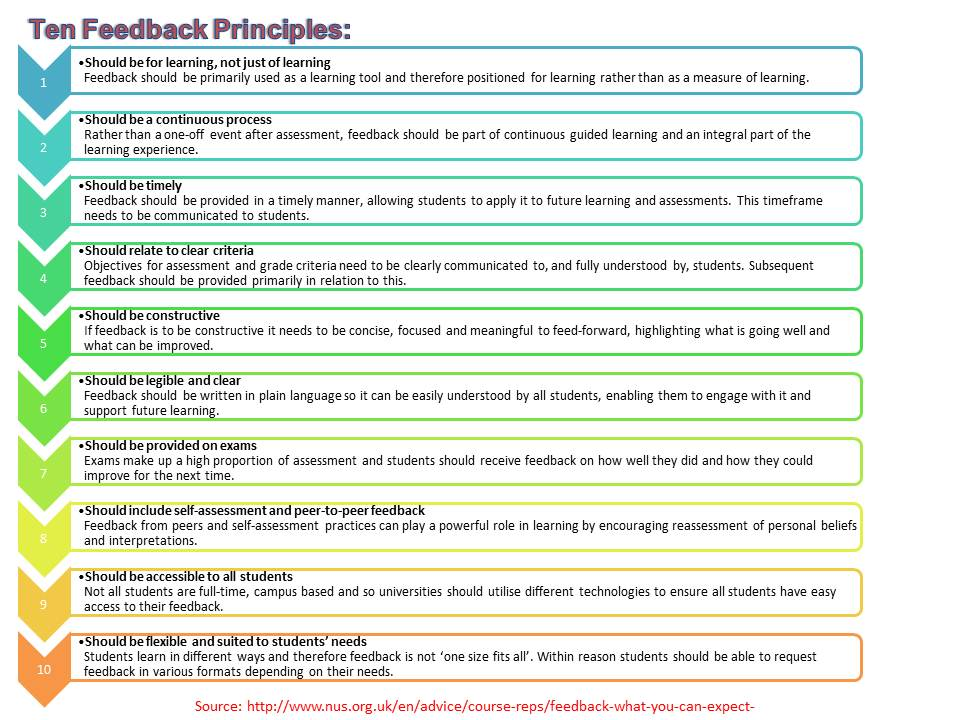 Ten Feedback Principles:
1
•Should be for learning, not just of learning
Feedback should be primarily used as a learning tool and therefore positioned for learning rather than as a measure of learning.
2
•Should be a continuous process
Rather than a one-off event after assessment, feedback should be part of continuous guided learning and an integral part of the
learning experience.
3
•Should be timely
Feedback should be provided in a timely manner, allowing students to apply it to future learning and assessments. This timeframe
needs to be communicated to students.
4
•Should relate to clear criteria
Objectives for assessment and grade criteria need to be clearly communicated to, and fully understood by, students. Subsequent
feedback should be provided primarily in relation to this.
5
•Should be constructive
If feedback is to be constructive it needs to be concise, focused and meaningful to feed-forward, highlighting what is going well and
what can be improved.
6
•Should be legible and clear
Feedback should be written in plain language so it can be easily understood by all students, enabling them to engage with it and
support future learning.
7
•Should be provided on exams
Exams make up a high proportion of assessment and students should receive feedback on how well they did and how they could
improve for the next time.
8
•Should include self-assessment and peer-to-peer feedback
Feedback from peers and self-assessment practices can play a powerful role in learning by encouraging reassessment of personal beliefs
and interpretations.
9
•Should be accessible to all students
Not all students are full-time, campus based and so universities should utilise different technologies to ensure all students have easy
access to their feedback.
10
•Should be flexible and suited to students’ needs
Students learn in different ways and therefore feedback is not ‘one size fits all’. Within reason students should be able to request
feedback in various formats depending on their needs.
Source: http://www.nus.org.uk/en/advice/course-reps/feedback-what-you-can-expect-